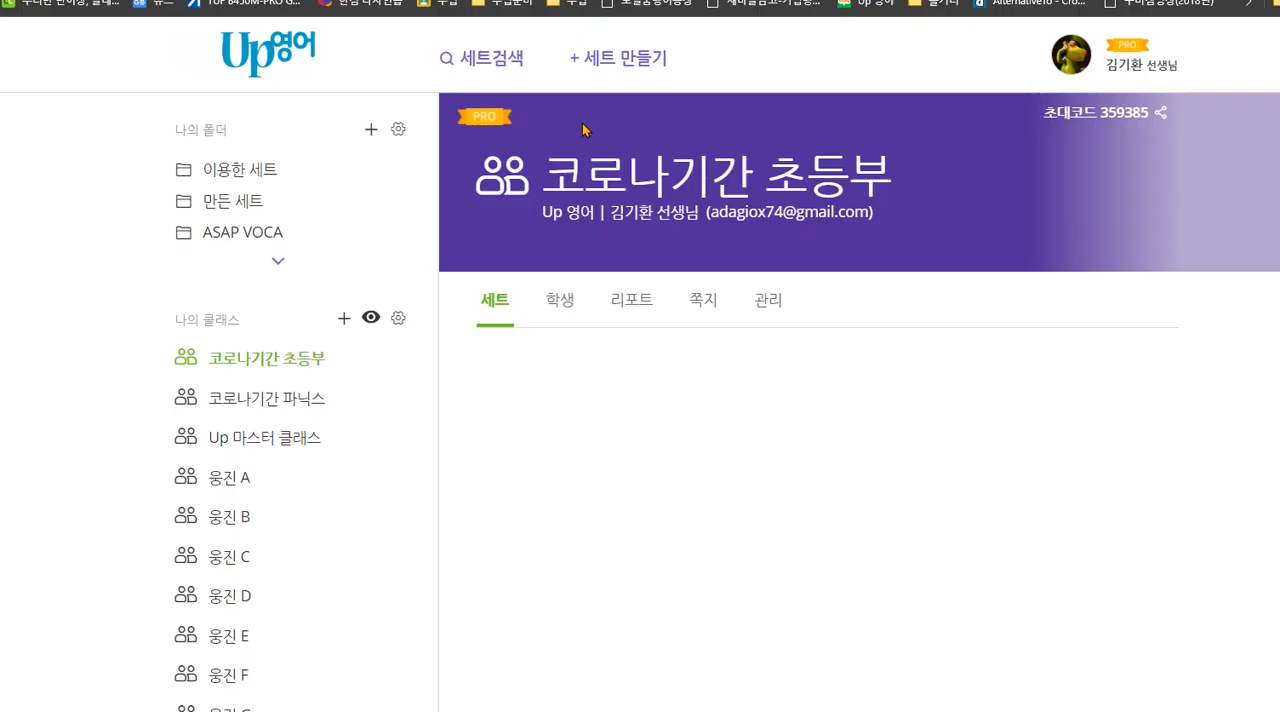 Up영어
세트검색
+ 세트 만들기
PRO
김기환 선생님
나의 폴더
이용한 세트
만든 세트
ASAP VOCA
나의 클래스
코로나기간 초등부
코로나기간 파닉스
Up 마스터 클래스
웅진 A
웅진 B
웅진 C
웅진 D
웅진 E
웅진 F
PRO
초대코드 359385
코로나기간 초등부
Up 영어 | 김기환 선생님 (adagiox74@gmail.com)
세트 학생 리포트 쪽지 관리